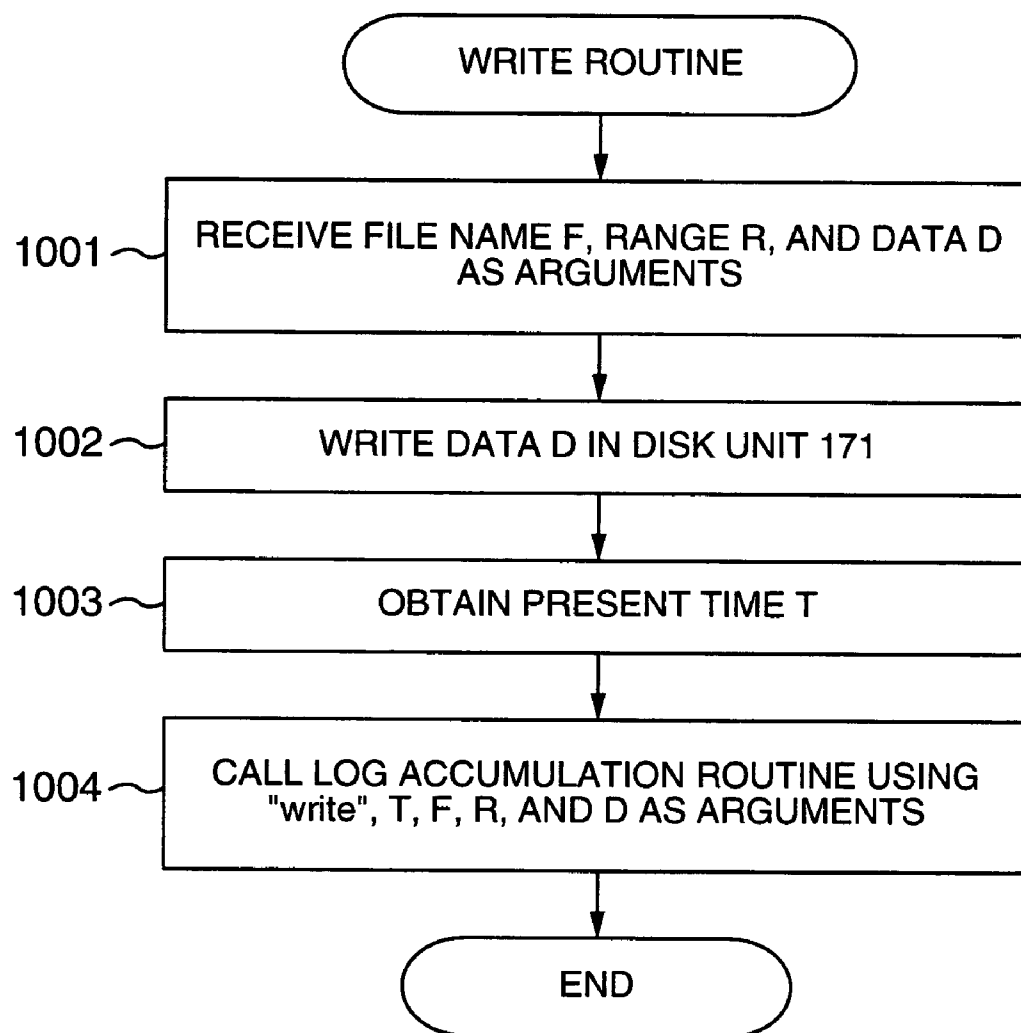 WRITE ROUTINE
1001
RECEIVE FILE NAME F, RANGE R, AND DATA D
AS ARGUMENTS
1002
WRITE DATA D IN DISK UNIT 171
1003
OBTAIN PRESENT TIME T
1004
CALL LOG ACCUMULATION ROUTINE USING
"write", T, F, R, AND D AS ARGUMENTS
END